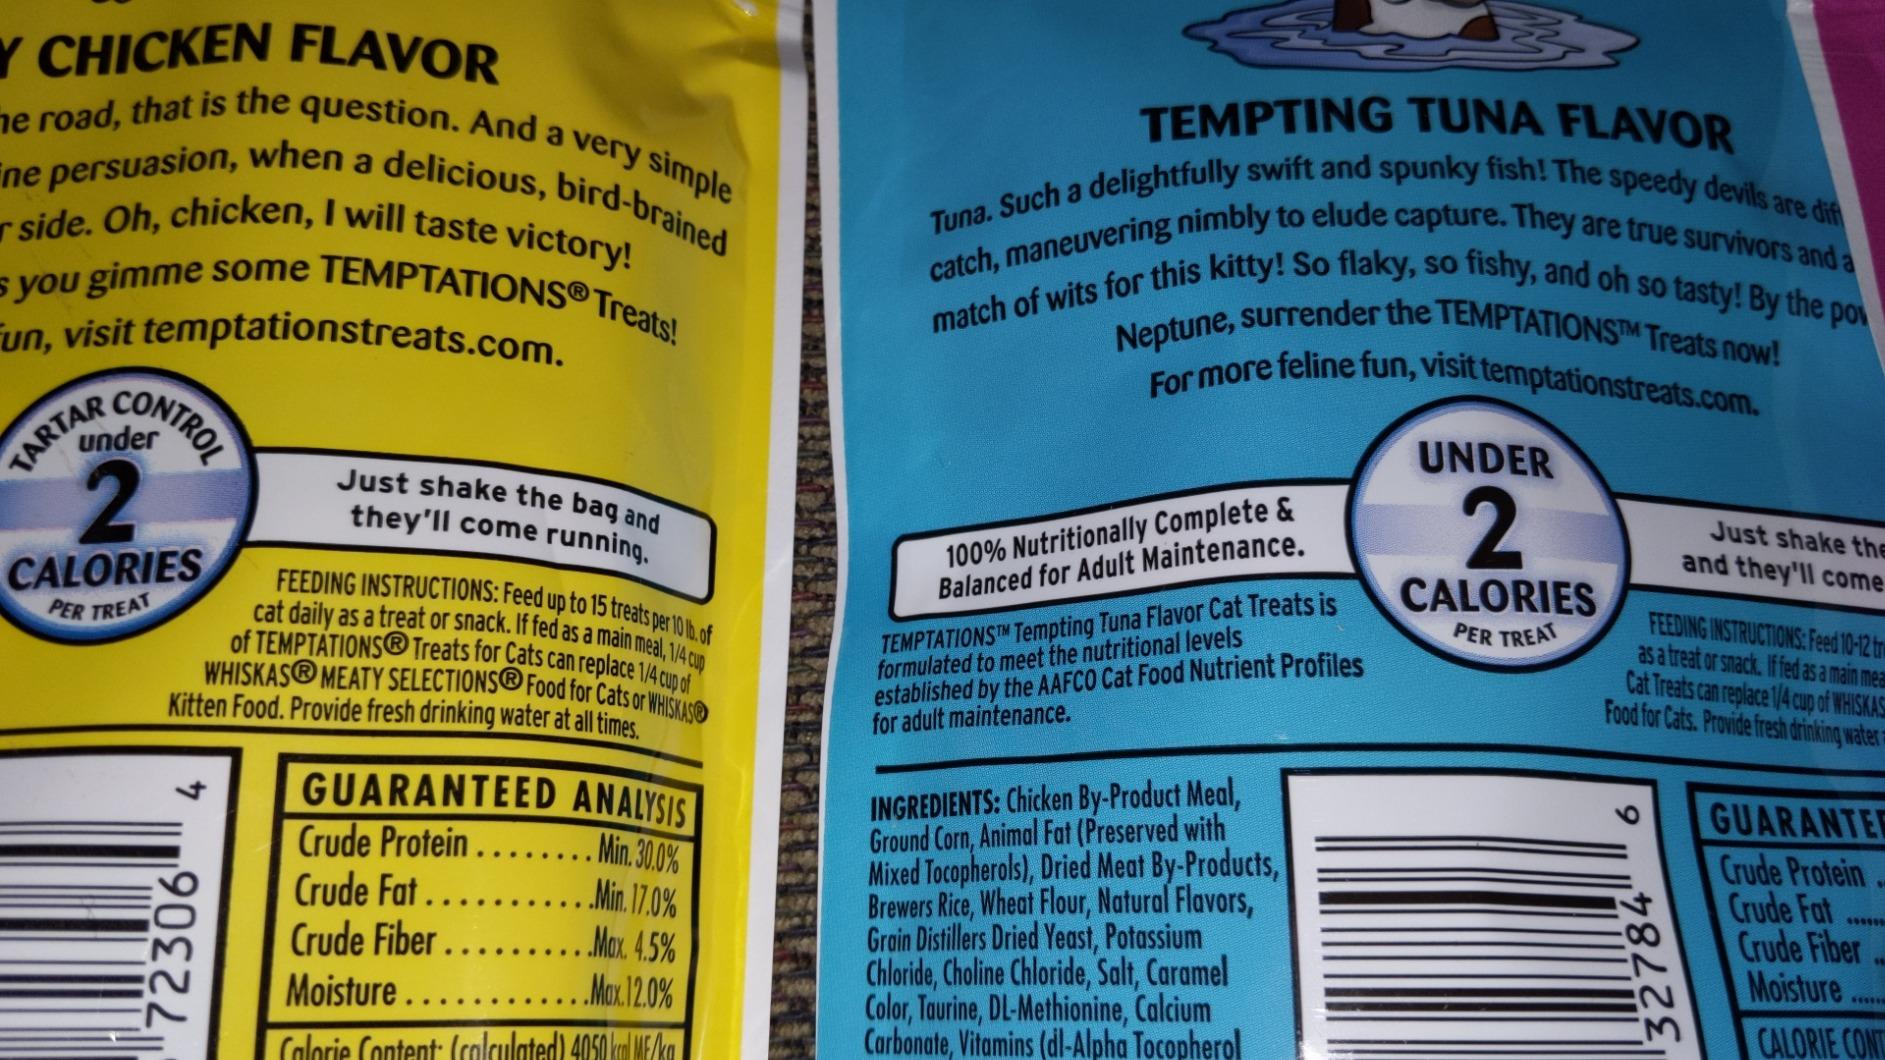 Y CHICKEN FLAVOR
he road, that is the question. And a very simple
ine persuasion, when a delicious, bird-brained
r side. Oh, chicken, I will taste victory!
s you gimme some TEMPTATIONS® Treats!
fun, visit temptationstreats.com.
TARTAR CONTROL
under
2
CALORIES
PER TREAT
Just shake the bag and
they'll come running.
FEEDING INSTRUCTIONS: Feed up to 15 treats per 10 lb. of
cat daily as a treat or snack. If fed as a main meal, 1/4 cup
of TEMPTATIONS® Treats for Cats can replace 1/4 cup of
WHISKAS® MEATY SELECTIONS® Food for Cats or WHISKAS®
Kitten Food. Provide fresh drinking water at all times.
72306 4
GUARANTEED ANALYSIS
Crude Protein ........ Min. 30.0%
Crude Fat ............ Min. 17.0%
Crude Fiber .......... Max. 4.5%
Moisture ............. Max. 12.0%
Calorie Content: (calculated) 4050 kcal ME/kg
TEMPTING TUNA FLAVOR
Tuna. Such a delightfully swift and spunky fish! The speedy devils are dif
catch, maneuvering nimbly to elude capture. They are true survivors and a
match of wits for this kitty! So flaky, so fishy, and oh so tasty! By the pow
Neptune, surrender the TEMPTATIONS™ Treats now!
For more feline fun, visit temptationstreats.com.
100% Nutritionally Complete &
Balanced for Adult Maintenance.
UNDER
2
CALORIES
PER TREAT
Just shake the
and they'll come
TEMPTATIONS™ Tempting Tuna Flavor Cat Treats is
formulated to meet the nutritional levels
established by the AAFCO Cat Food Nutrient Profiles
for adult maintenance.
FEEDING INSTRUCTIONS: Feed 10-12 tr
as a treat or snack. If fed as a main mea
Cat Treats can replace 1/4 cup of WHISKAS
Food for Cats. Provide fresh drinking water
INGREDIENTS: Chicken By-Product Meal,
Ground Corn, Animal Fat (Preserved with
Mixed Tocopherols), Dried Meat By-Products,
Brewers Rice, Wheat Flour, Natural Flavors,
Grain Distillers Dried Yeast, Potassium
Chloride, Choline Chloride, Salt, Caramel
Color, Taurine, DL-Methionine, Calcium
Carbonate, Vitamins (dl-Alpha Tocopherol
32784 6
GUARANTEE
Crude Protein .
Crude Fat ......
Crude Fiber ..
Moisture ......
CALORIE CONT